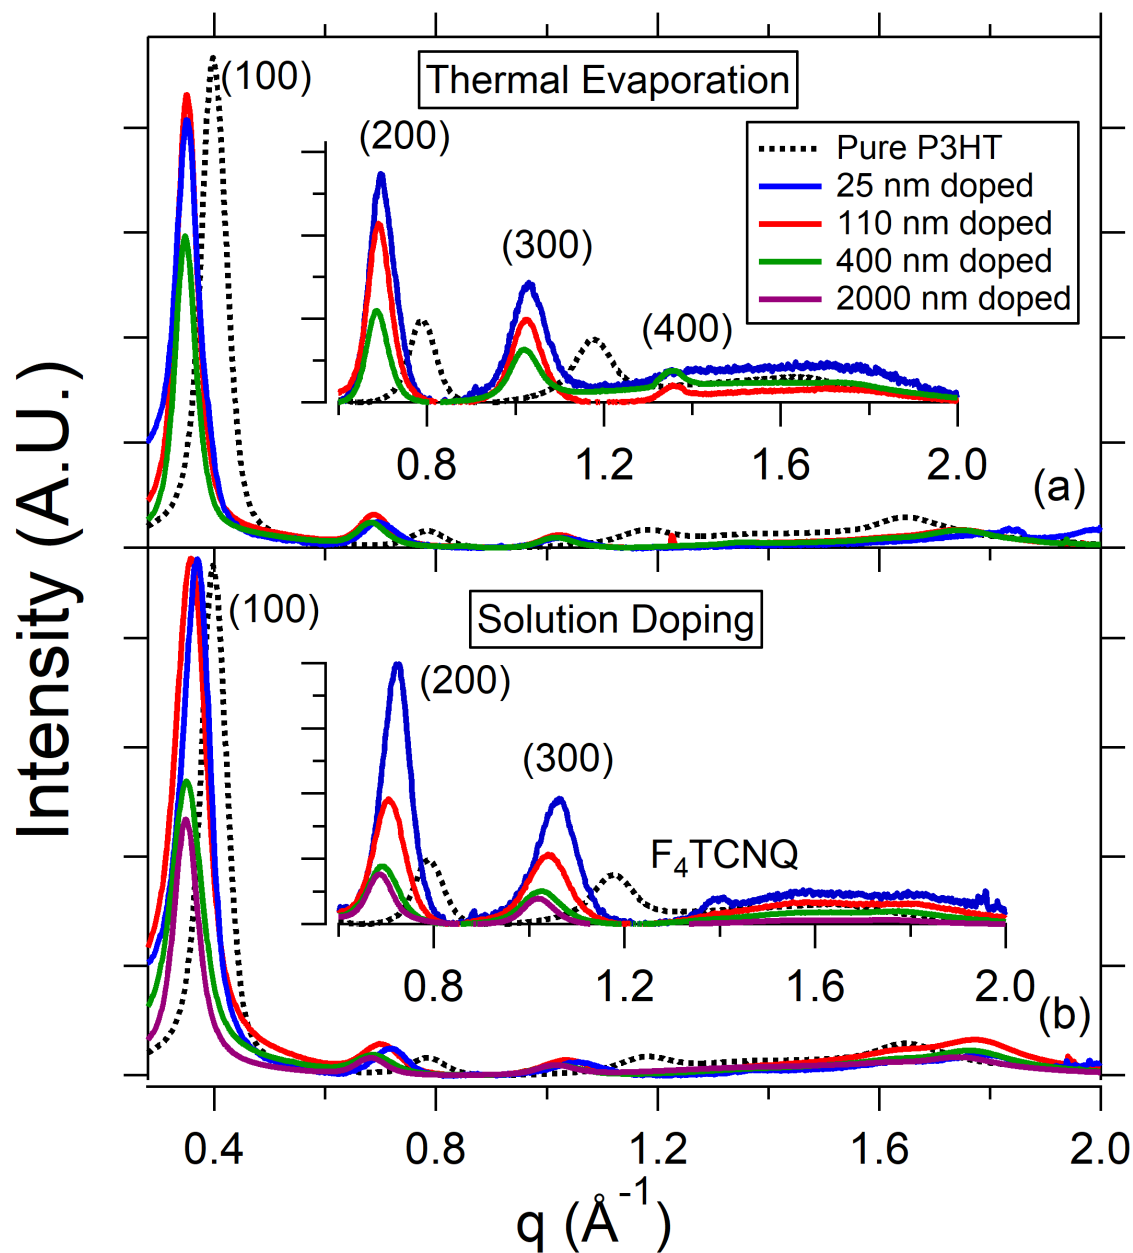 (100)
Thermal Evaporation
(200)
Pure P3HT
25 nm doped
110 nm doped
400 nm doped
2000 nm doped
(300)
(400)
0.8 1.2 1.6 2.0
(a)
Intensity (A.U.)
(100)
Solution Doping
(200)
(300)
F₄TCNQ
0.8 1.2 1.6 2.0
(b)
0.4 0.8 1.2 1.6 2.0
q (Å⁻¹)